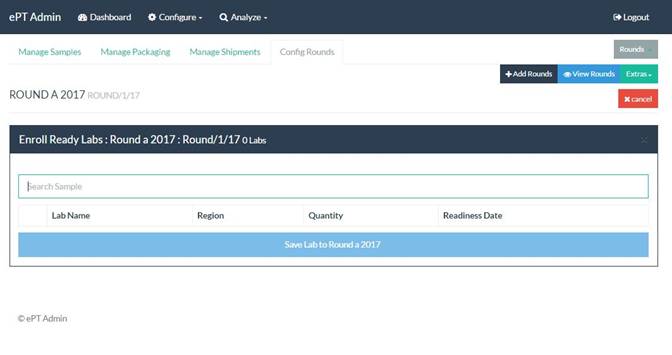 ePT Admin Dashboard Configure Analyze Logout
Manage Samples Manage Packaging Manage Shipments Config Rounds Rounds
+ Add Rounds View Rounds Extras
ROUND A 2017 ROUND/1/17 × cancel
Enroll Ready Labs : Round a 2017 : Round/1/17 0 Labs
Search Sample
Lab Name Region Quantity Readiness Date
Save Lab to Round a 2017
© ePT Admin